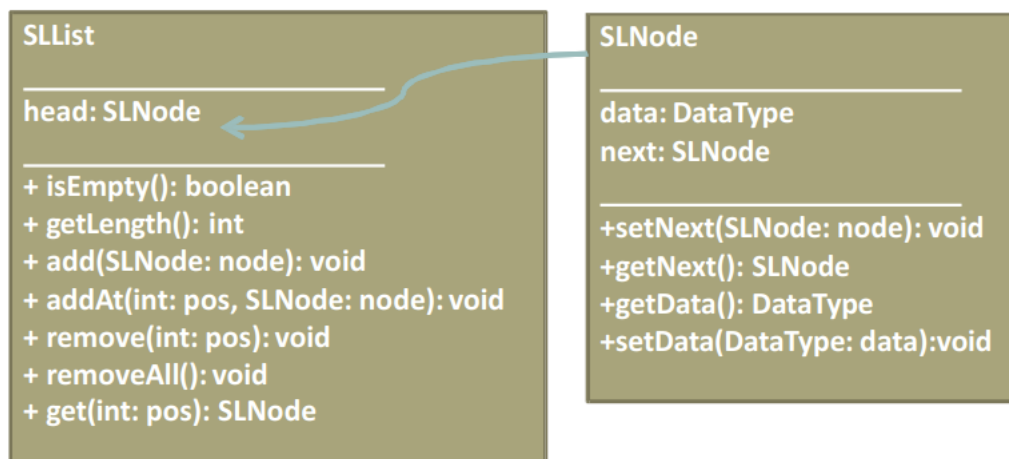 SLList
head: SLNode
+ isEmpty(): boolean
+ getLength(): int
+ add(SLNode: node): void
+ addAt(int: pos, SLNode: node): void
+ remove(int: pos): void
+ removeAll(): void
+ get(int: pos): SLNode
SLNode
data: DataType
next: SLNode
+setNext(SLNode: node): void
+getNext(): SLNode
+getData(): DataType
+setData(DataType: data):void